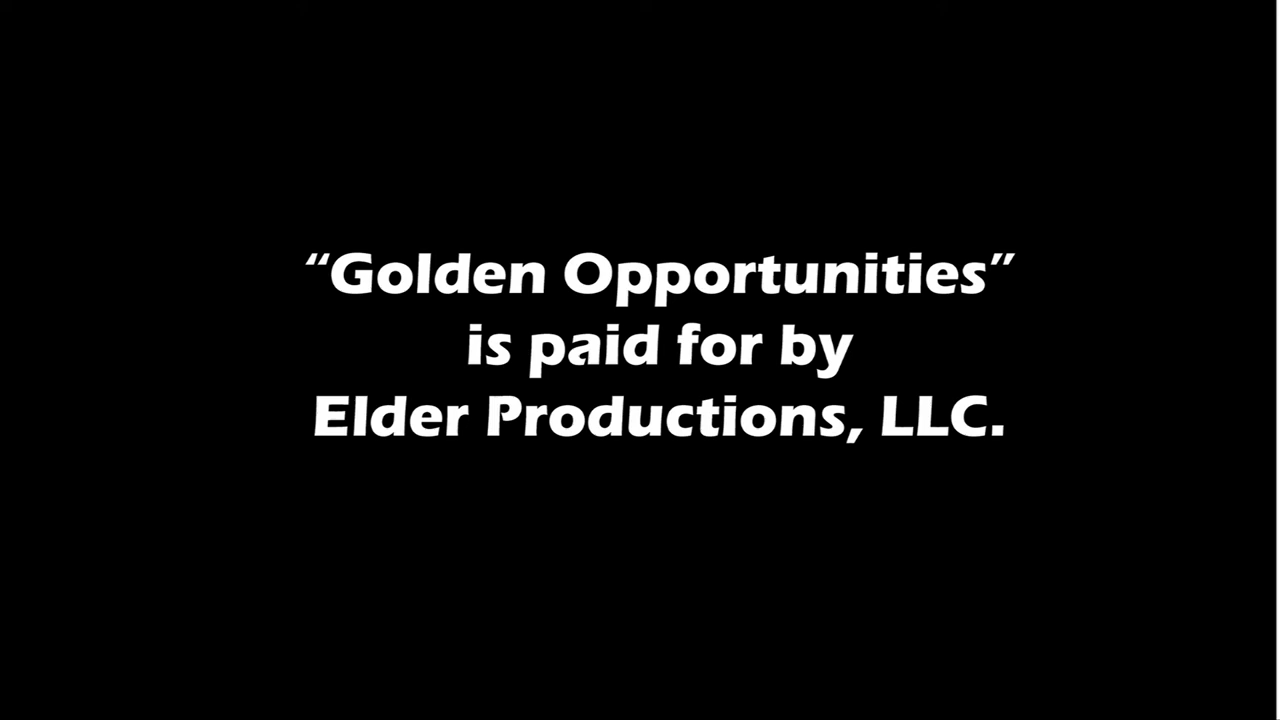 “Golden Opportunities”
is paid for by
Elder Productions, LLC.